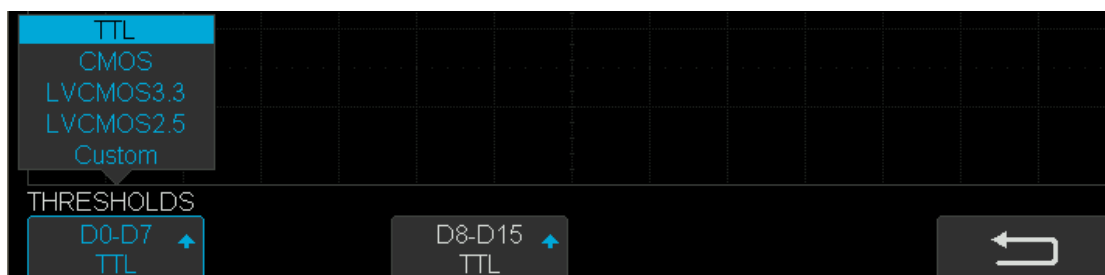 TTL
CMOS
LVCMOS3.3
LVCMOS2.5
Custom
THRESHOLDS
D0-D7
TTL
D8-D15
TTL